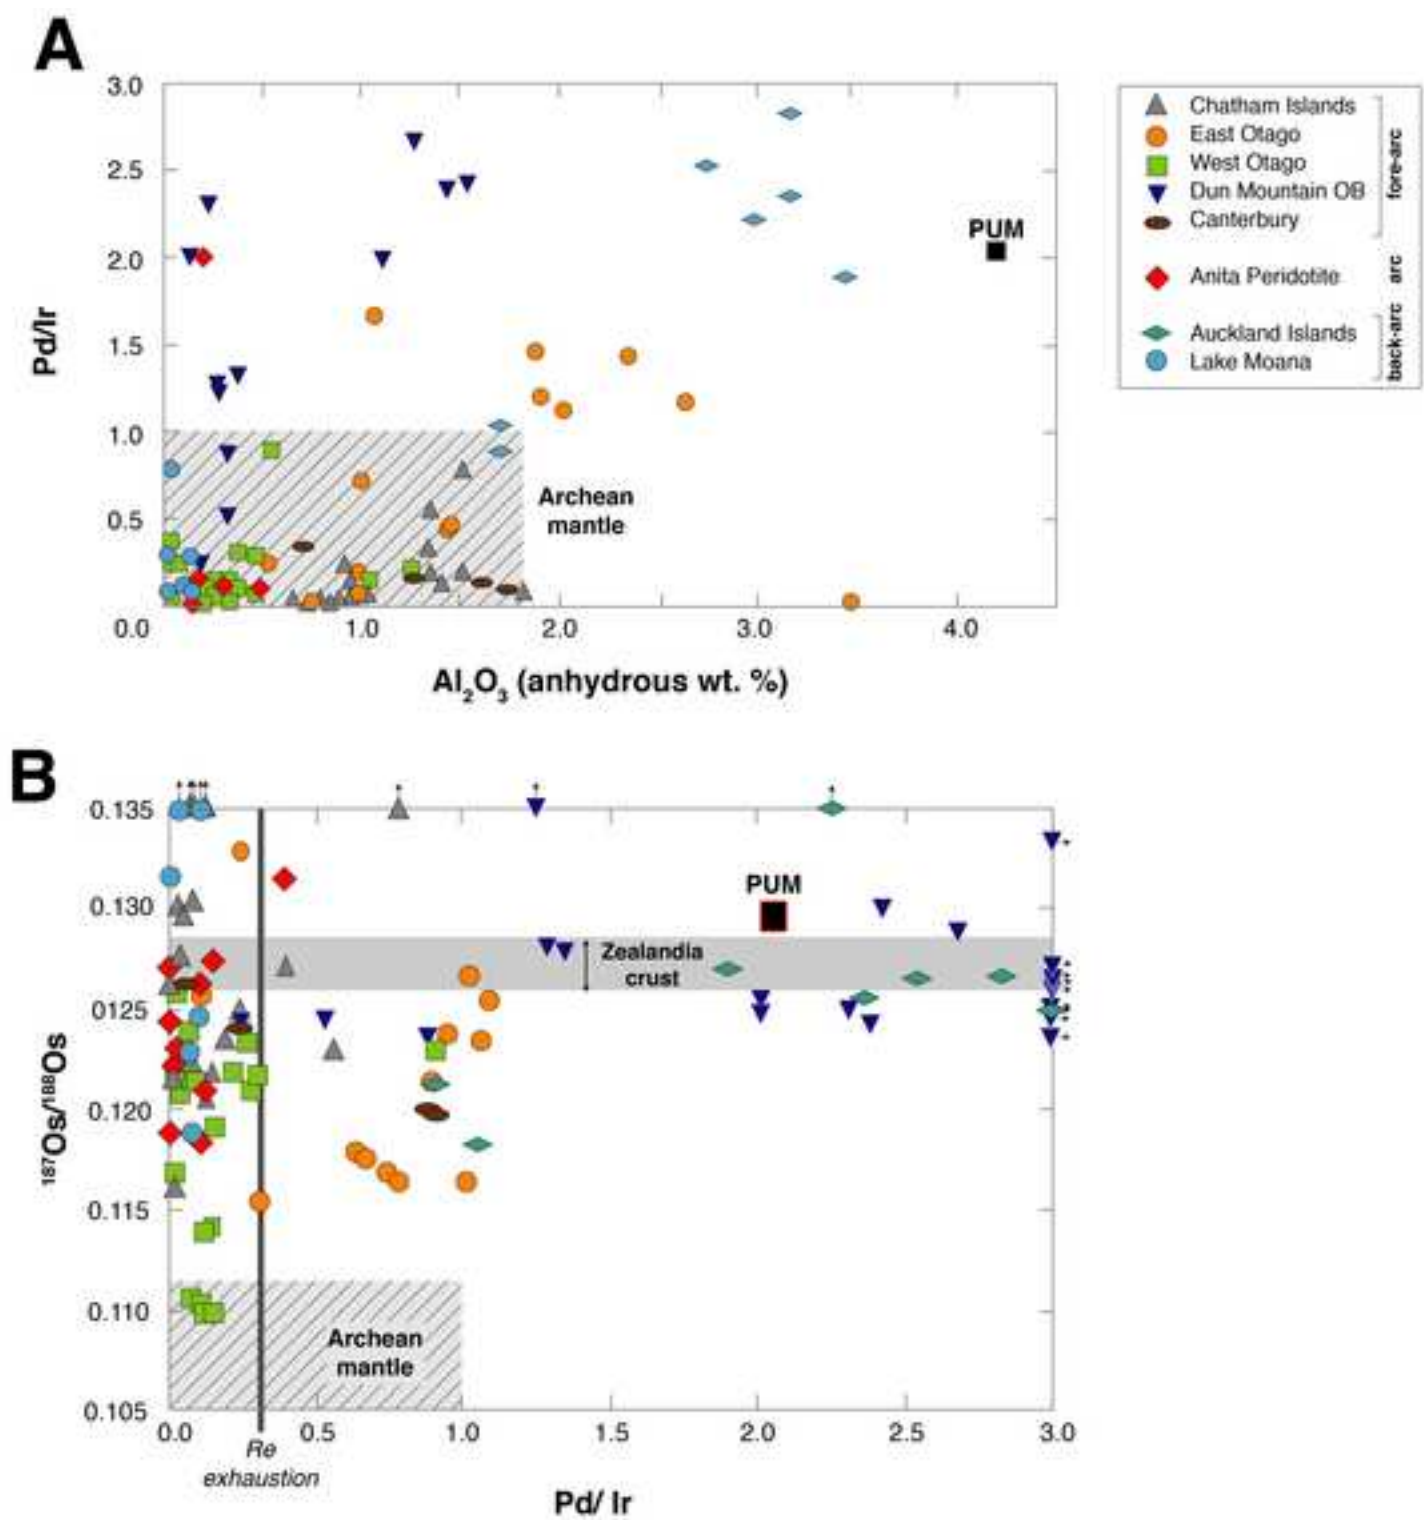 A
3.0
2.5
2.0
1.5
1.0
0.5
0.0
1.0
2.0
3.0
4.0
Pd/Ir
Al₂O₃ (anhydrous wt. %)
PUM
Archean
mantle
Chatham Islands
East Otago
West Otago
Dun Mountain OB
Canterbury
fore-arc
Anita Peridotite
arc
Auckland Islands
Lake Moana
back-arc
B
0.135
0.130
0125
0.120
0.115
0.110
0.105
¹⁸⁷Os/¹⁸⁸Os
PUM
Zealandia
crust
Archean
mantle
0.0
0.5
1.0
1.5
2.0
2.5
3.0
Re
exhaustion
Pd/ Ir